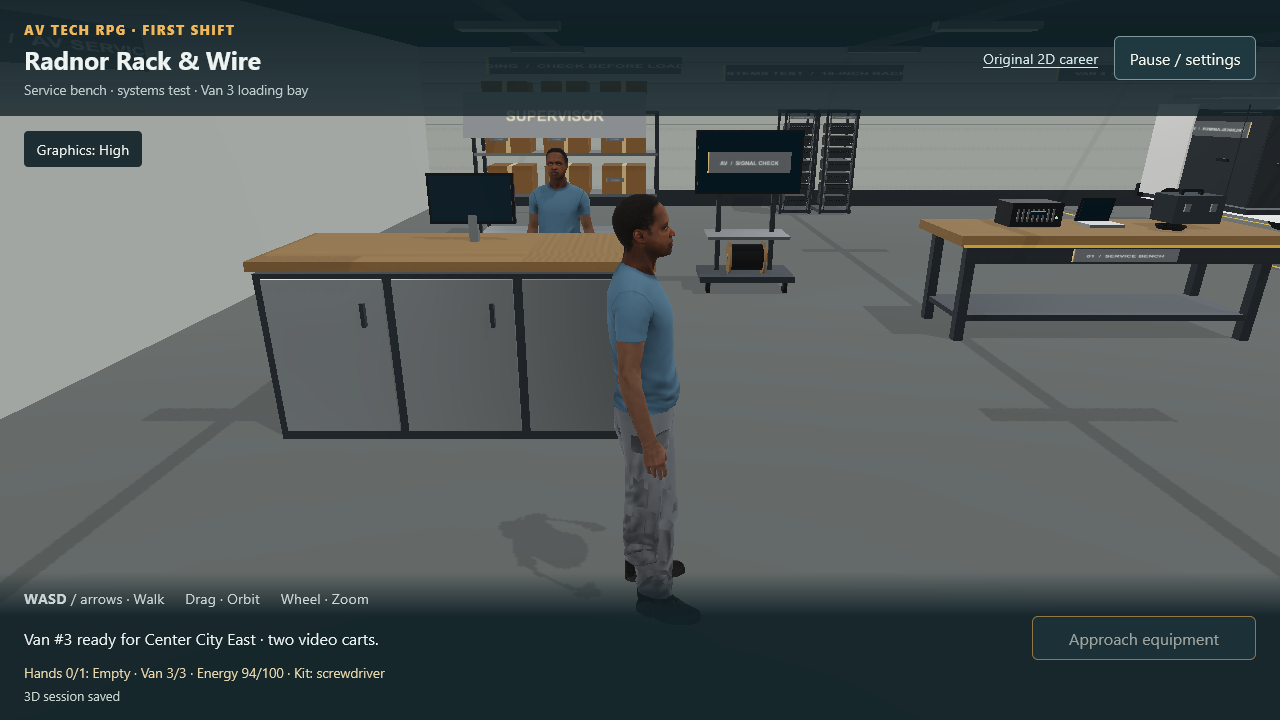 AV TECH RPG · FIRST SHIFT
Radnor Rack & Wire
Service bench · systems test · Van 3 loading bay
Original 2D career
Pause / settings
Graphics: High
SUPERVISOR
AV / SIGNAL CHECK
01 / SERVICE BENCH
WASD / arrows · Walk Drag · Orbit Wheel · Zoom
Van #3 ready for Center City East · two video carts.
Approach equipment
Hands 0/1: Empty · Van 3/3 · Energy 94/100 · Kit: screwdriver
3D session saved